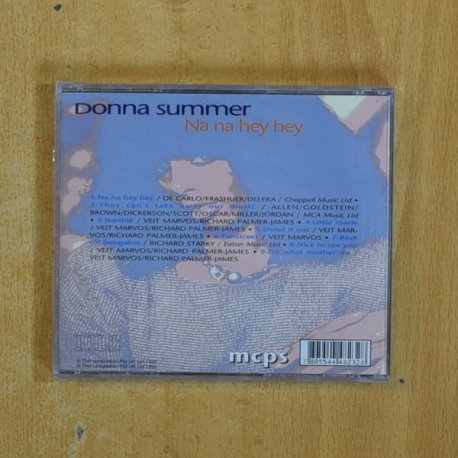 Donna summer
Na na hey hey
1-Na na hey hey / DE CARLO/FRASHUER/DELEKA / Chappell Music Ltd •
2-They can't take away our music / ALLEN/GOLDSTEIN/
BROWN/DICKERSON/SCOTT/OSCAR/MILLER/JORDAN / MCA Music Ltd
• 3-Jeannie / VEIT MARVOS/RICHARD PALMER-JAMES • 4-Little marie /
VEIT MARVOS/RICHARD PALMER-JAMES • 5-Shout it out / VEIT MAR-
VOS/RICHARD PALMER-JAMES • 6-Funstreet / VEIT MARVOS • 7-Back
off boogaloo / RICHARD STARKY / Eaton Music Ltd • 8-Nice to see you /
VEIT MARVOS/RICHARD PALMER-JAMES • 9-Do what mother do /
VEIT MARVOS/RICHARD PALMER-JAMES
mcps